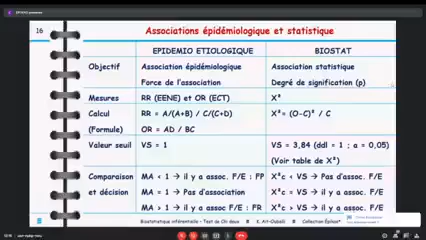 16
Associations épidémiologique et statistique
EPIDEMIO ETIOLOGIQUE BIOSTAT
Objectif Association épidémiologique Association statistique
Force de l'association Degré de signification (p)
Mesures RR (EENE) et OR (ECT) X²
Calcul RR = A/(A+B) / C/(C+D) X²= (O-C)² / C
(Formule) OR = AD / BC
Valeur seuil VS = 1 VS = 3,84 (ddl = 1 ; a = 0,05)
(Voir table de X²)
Comparaison MA < 1 → il y a assoc. F/E : FP X²c < VS → Pas d'assoc. F/E
et décision MA = 1 → Pas d'association X²c = VS → il y a assoc. F/E
MA > 1 → il y a assoc. F/E : FR X²c > VS → il y a assoc. F/E
Biostatistique inférentielle - Test de Chi deux K. Ait-Oubelli Collection Epibiost